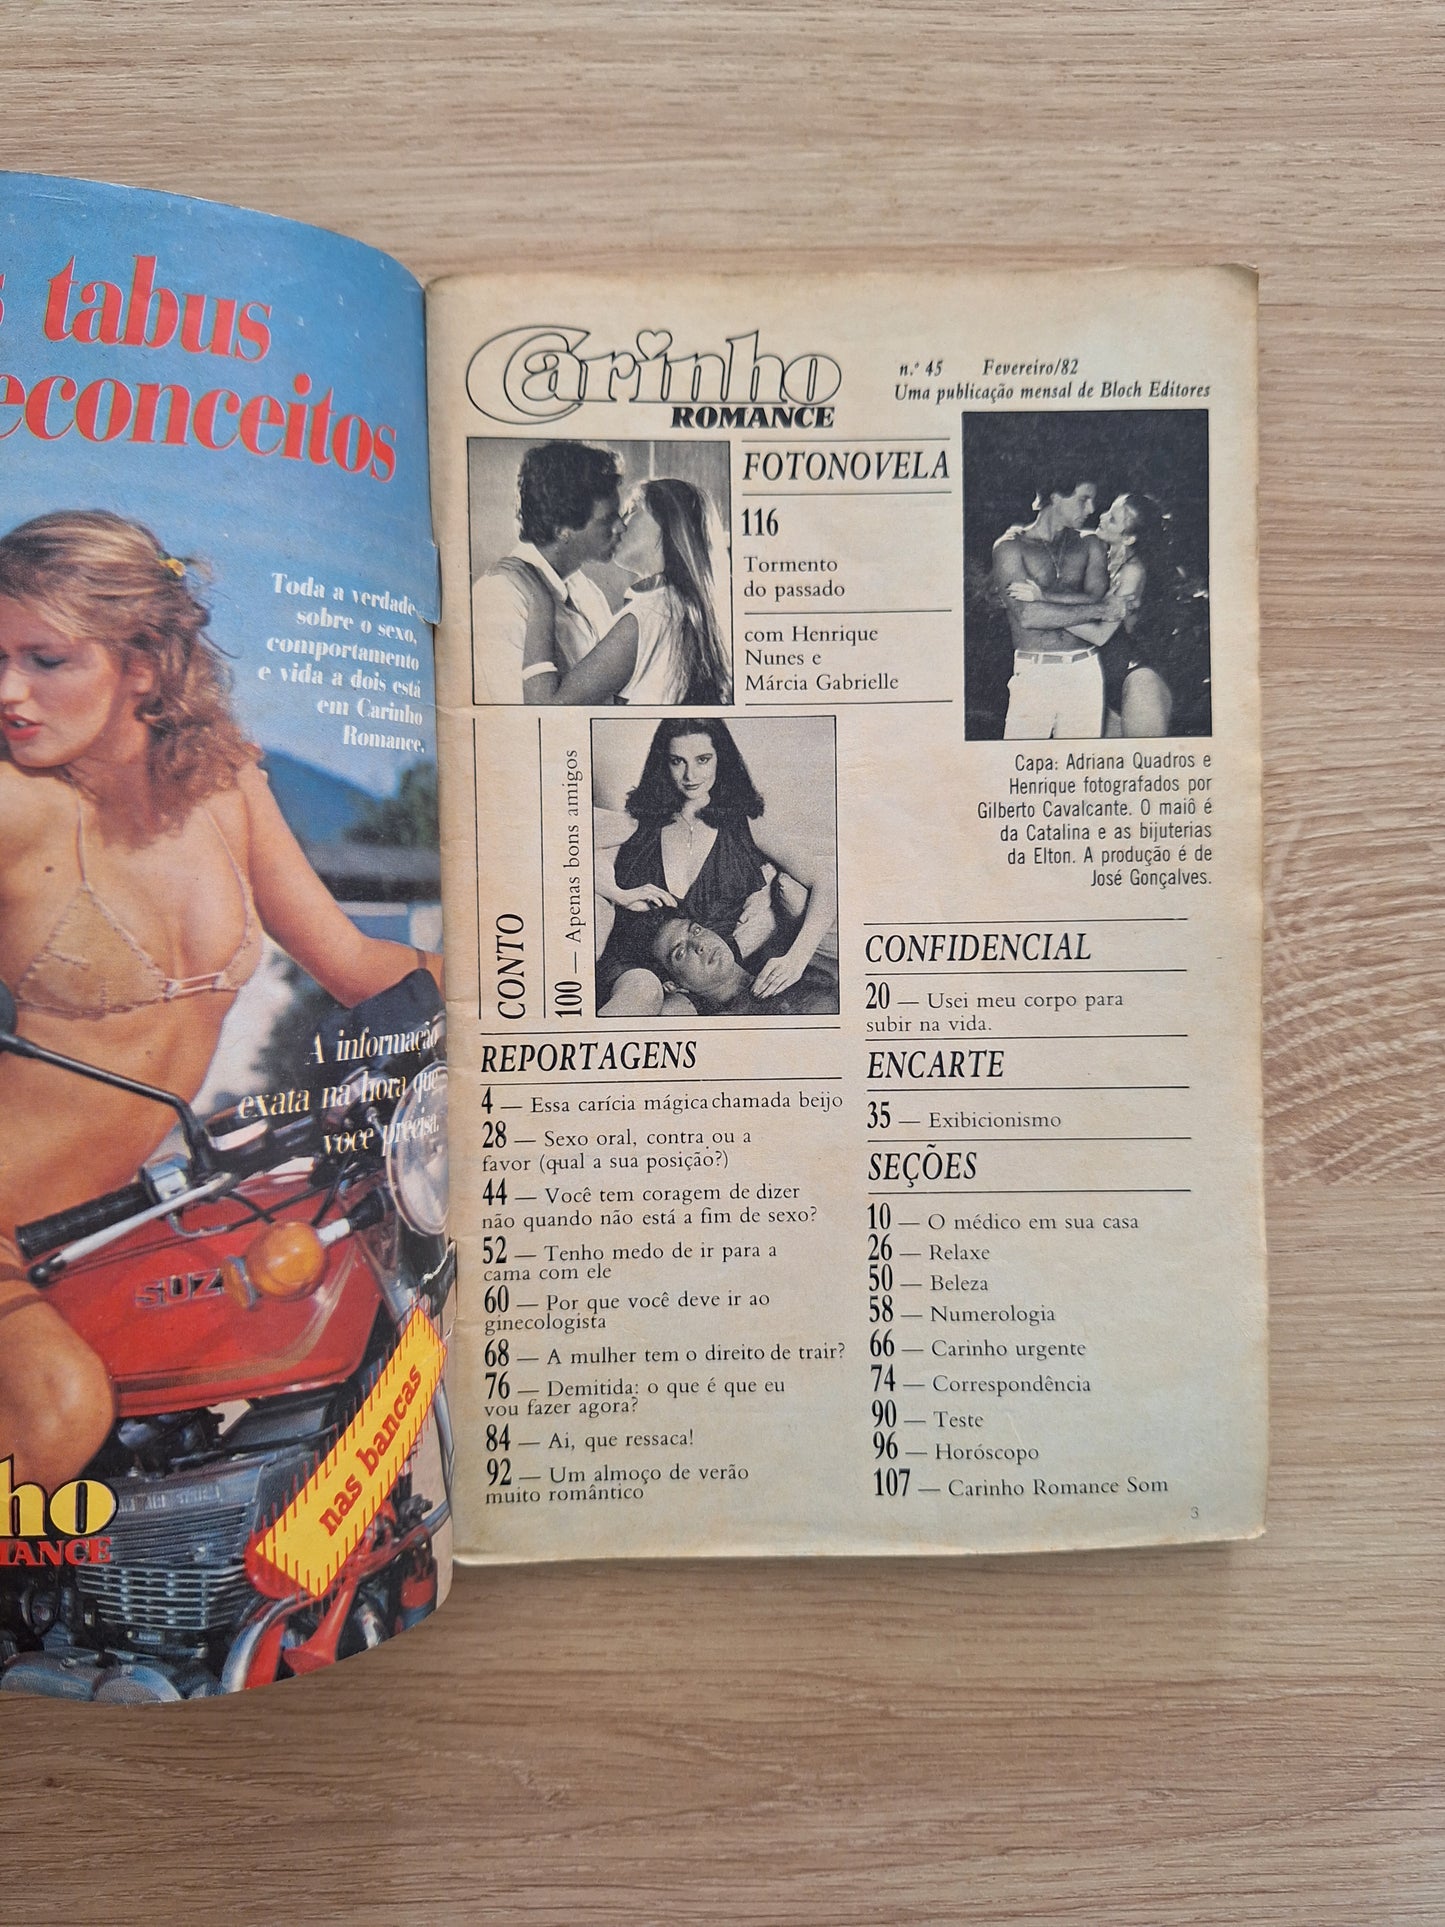 tabus
Toda a verdade
sobre o sexo,
comportamento
e vida a dois está
em Carinho
Romance.
A informação
exata na hora que
você precisa.
SUZ
nas bancas
Carinho
ROMANCE
n.º 45 Fevereiro/82
Uma publicação mensal de Bloch Editores
FOTONOVELA
116
Tormento
do passado
com Henrique
Nunes e
Márcia Gabrielle
Capa: Adriana Quadros e
Henrique fotografados por
Gilberto Cavalcante. O maiô é
da Catalina e as bijuterias
da Elton. A produção é de
José Gonçalves.
CONTO
100 — Apenas bons amigos
REPORTAGENS
4 — Essa carícia mágica chamada beijo
28 — Sexo oral, contra ou a
favor (qual a sua posição?)
44 — Você tem coragem de dizer
não quando não está a fim de sexo?
52 — Tenho medo de ir para a
cama com ele
60 — Por que você deve ir ao
ginecologista
68 — A mulher tem o direito de trair?
76 — Demitida: o que é que eu
vou fazer agora?
84 — Ai, que ressaca!
92 — Um almoço de verão
muito romântico
CONFIDENCIAL
20 — Usei meu corpo para
subir na vida.
ENCARTE
35 — Exibicionismo
SEÇÕES
10 — O médico em sua casa
26 — Relaxe
50 — Beleza
58 — Numerologia
66 — Carinho urgente
74 — Correspondência
90 — Teste
96 — Horóscopo
107 — Carinho Romance Som
3